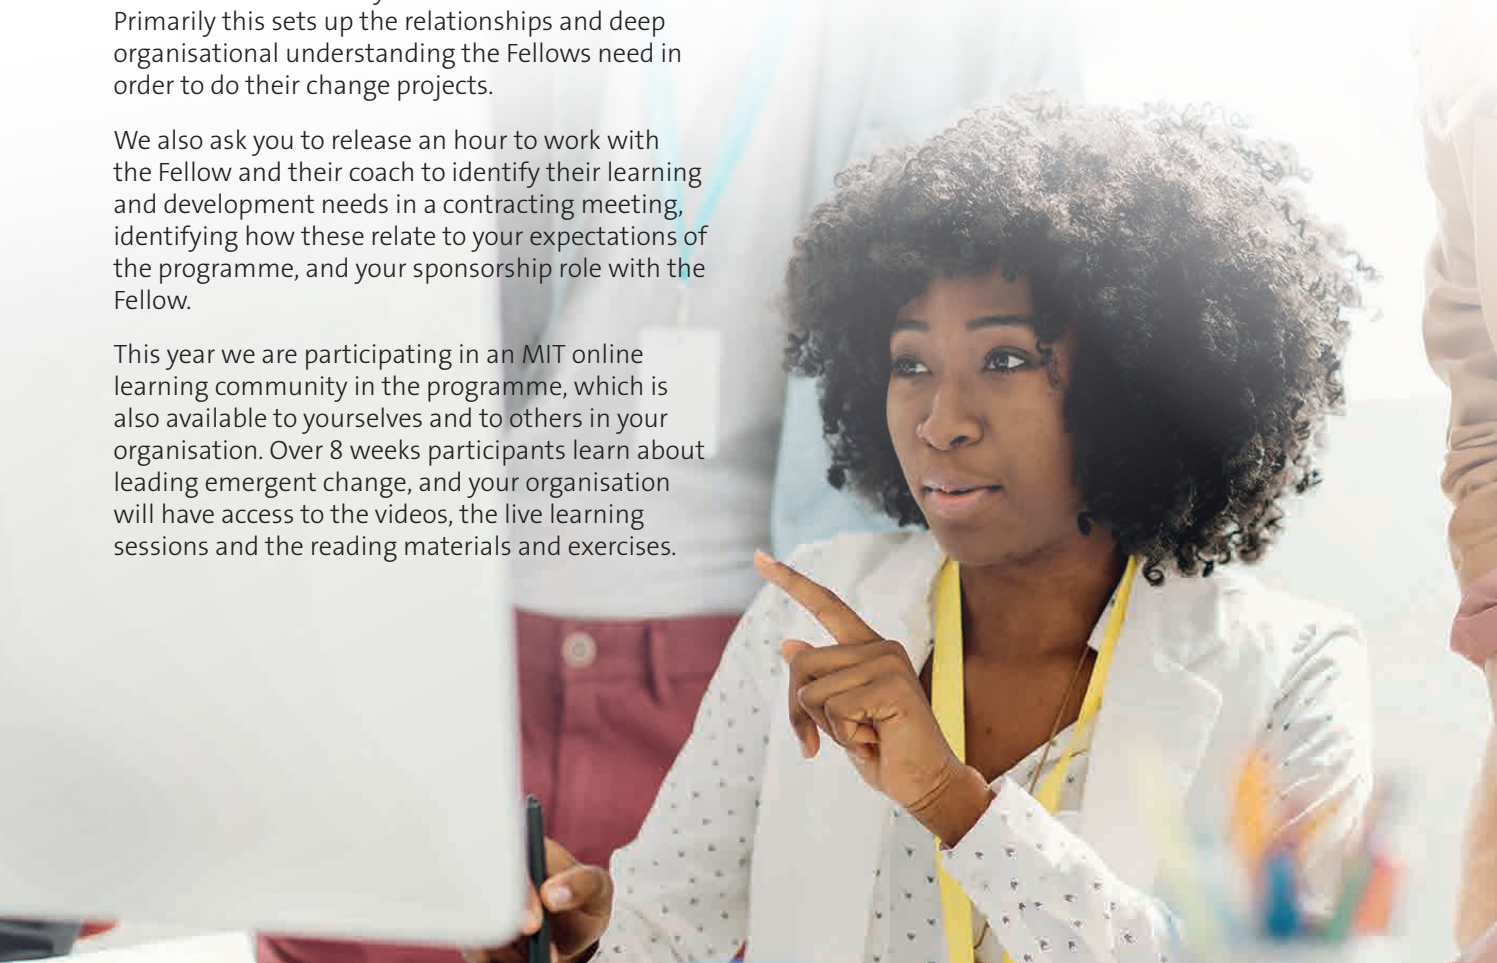 Primarily this sets up the relationships and deep
organisational understanding the Fellows need in
order to do their change projects.
We also ask you to release an hour to work with
the Fellow and their coach to identify their learning
and development needs in a contracting meeting,
identifying how these relate to your expectations of
the programme, and your sponsorship role with the
Fellow.
This year we are participating in an MIT online
learning community in the programme, which is
also available to yourselves and to others in your
organisation. Over 8 weeks participants learn about
leading emergent change, and your organisation
will have access to the videos, the live learning
sessions and the reading materials and exercises.